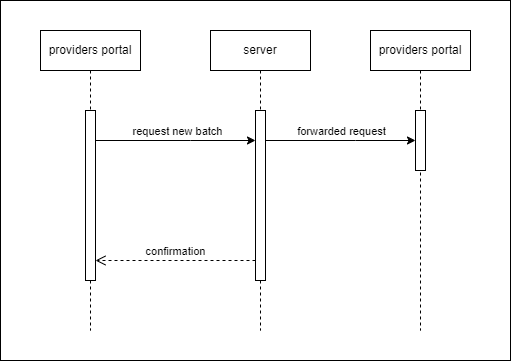 providers portal
server
providers portal
request new batch
forwarded request
confirmation